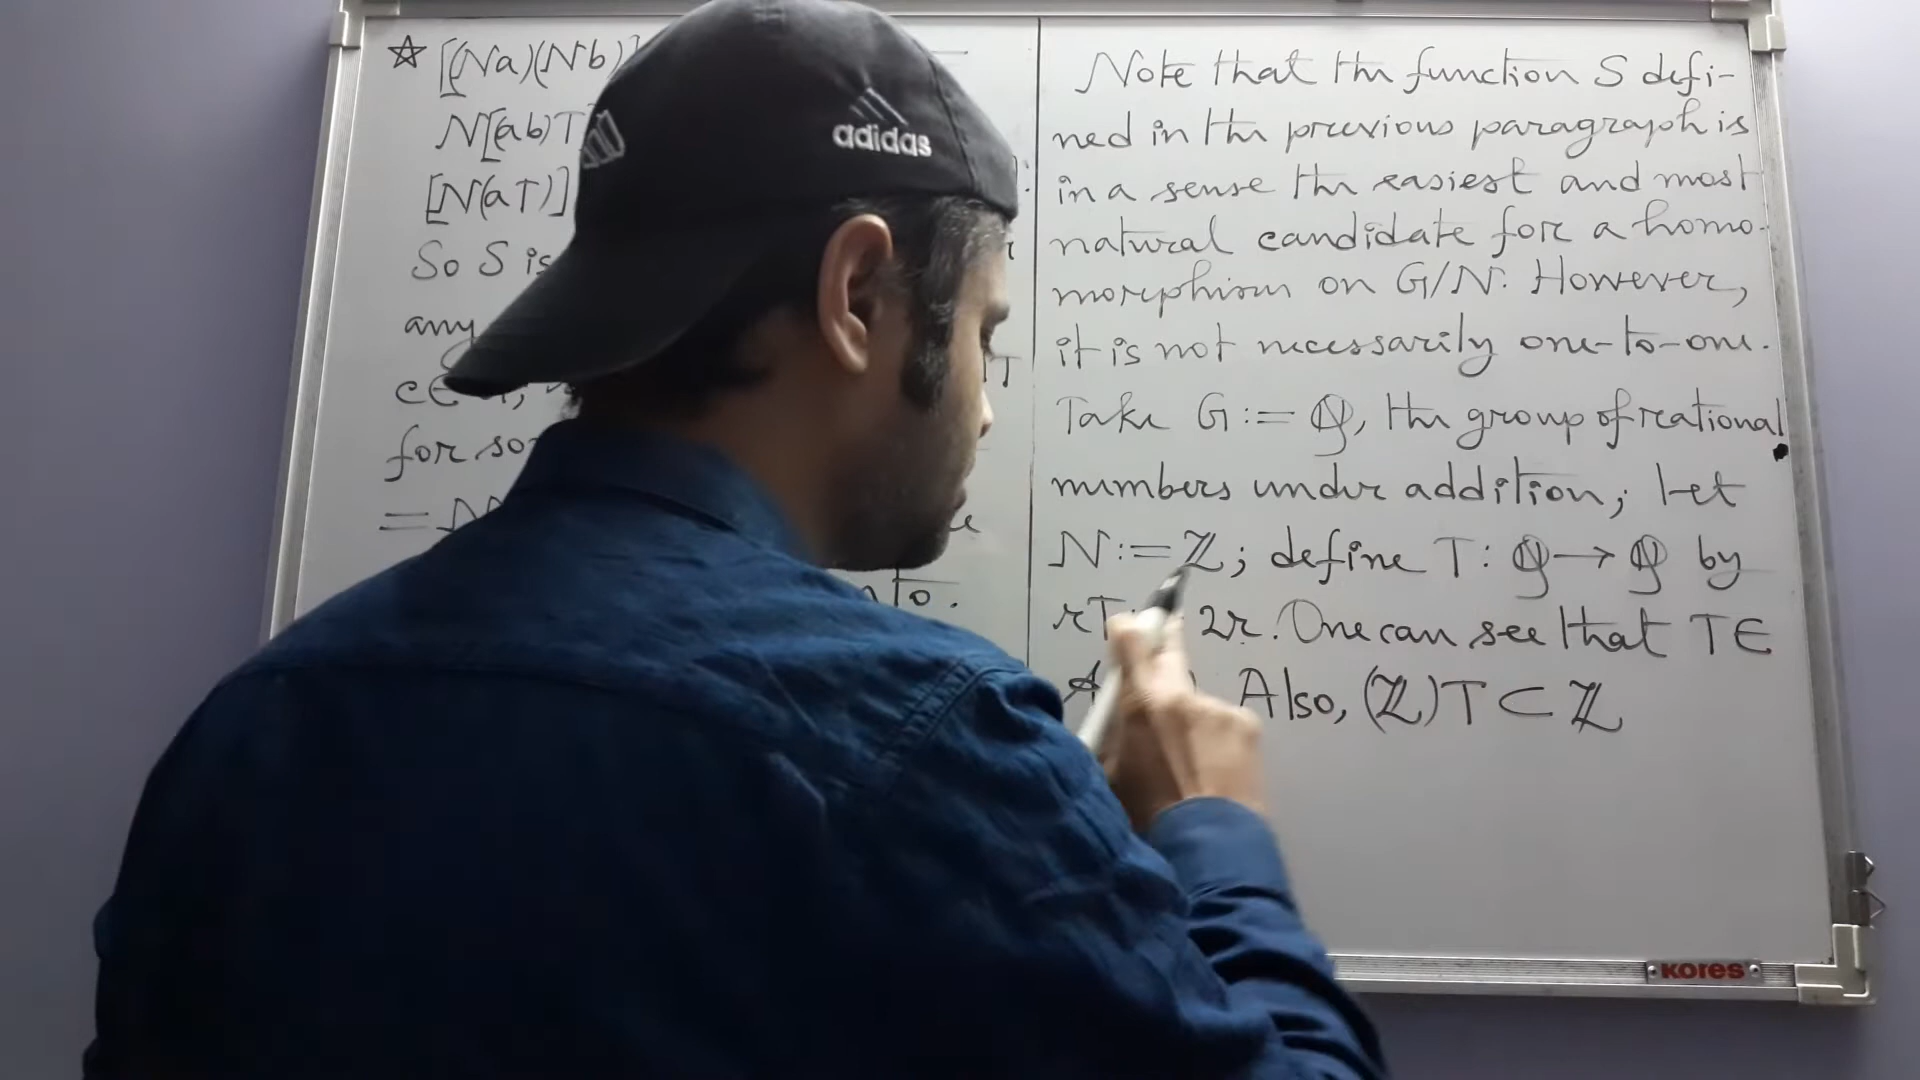 ☆ [(Na)(Nb)]
N[ab)T
[N(aT)]
So S is
any
for so
=
nto.
Note that the function S defi-
ned in the previous paragraph is
in a sense the easiest and most
natural candidate for a homo-
morphism on G/N. However,
it is not necessarily one-to-one.
Take G := ℚ, the group of rational
numbers under addition; let
N := ℤ; define T : ℚ → ℚ by
rT 2r. One can see that T ∈
Also, (ℤ)T ⊂ ℤ
adidas
KORES